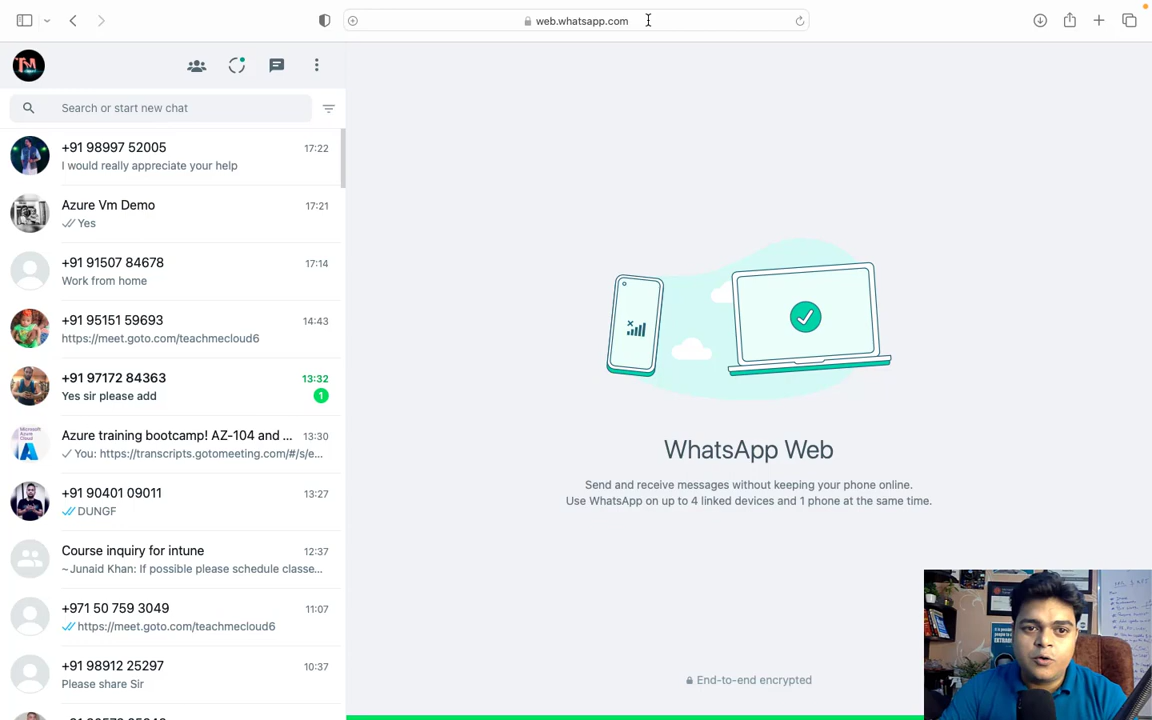 web.whatsapp.com
TM
Search or start new chat
+91 98997 52005
17:22
I would really appreciate your help
Azure Vm Demo
17:21
Yes
+91 91507 84678
17:14
Work from home
+91 95151 59693
14:43
https://meet.goto.com/teachmecloud6
+91 97172 84363
13:32
Yes sir please add
1
Azure training bootcamp! AZ-104 and ...
13:30
You: https://transcripts.gotomeeting.com/#/s/e...
+91 90401 09011
13:27
DUNGF
Course inquiry for intune
12:37
~Junaid Khan: If possible please schedule classe...
+971 50 759 3049
11:07
https://meet.goto.com/teachmecloud6
+91 98912 25297
10:37
Please share Sir
WhatsApp Web
Send and receive messages without keeping your phone online.
Use WhatsApp on up to 4 linked devices and 1 phone at the same time.
End-to-end encrypted